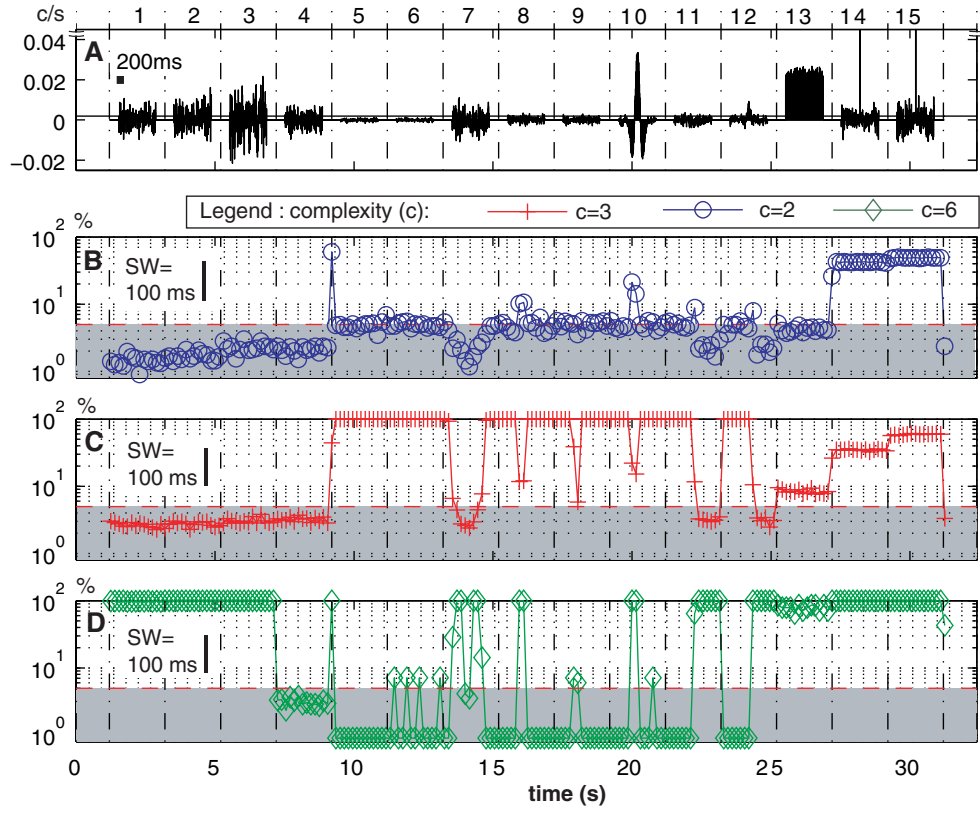 c/s 1 2 3 4 5 6 7 8 9 10 11 12 13 14 15
A
0.04
200ms
0.02
0
−0.02
Legend : complexity (c): c=3 c=2 c=6
%
10 2
B
SW=
100 ms
10 1
10 0
%
10 2
C
SW=
100 ms
10 1
10 0
%
10 2
D
SW=
100 ms
10 1
10 0
0 5 10 15 20 25 30
time (s)